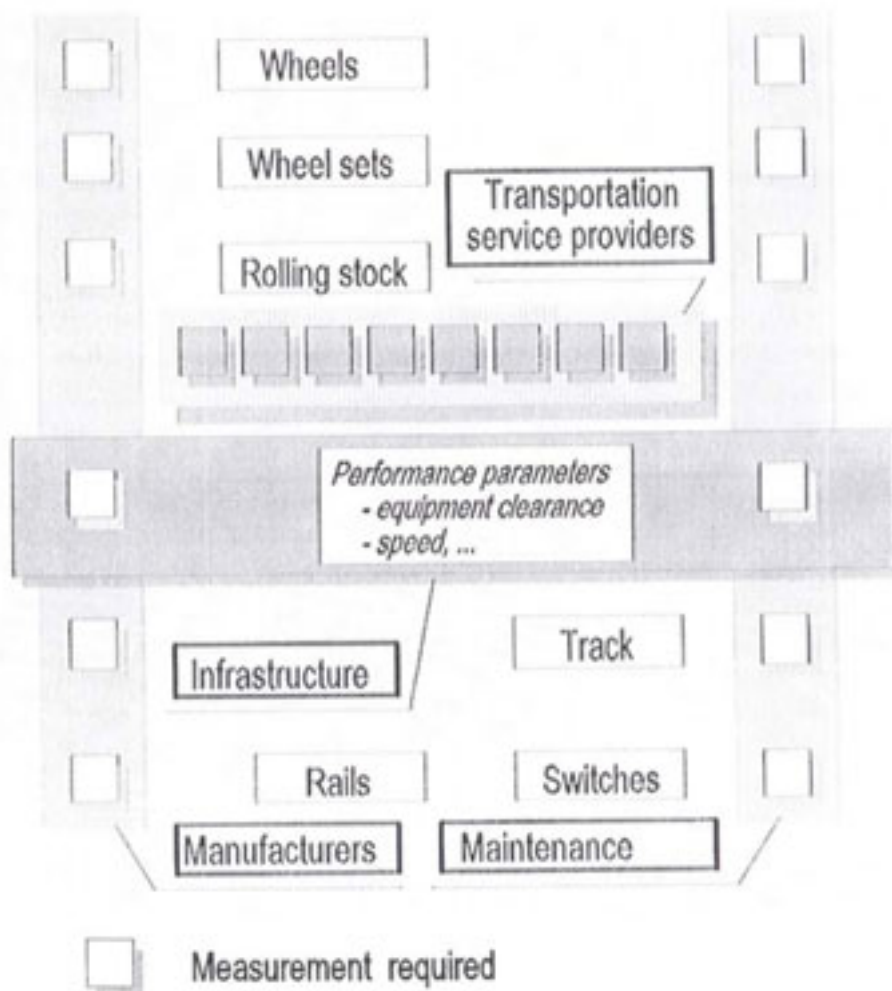 Wheels
Wheel sets
Transportation
service providers
Rolling stock
Performance parameters
- equipment clearance
- speed, ...
Infrastructure
Track
Rails
Switches
Manufacturers
Maintenance
Measurement required